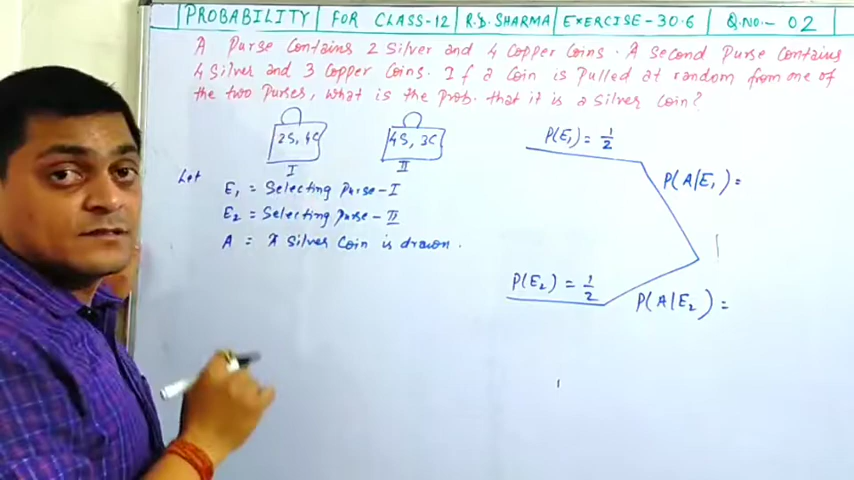 PROBABILITY FOR CLASS-12 R.D. SHARMA EXERCISE-30.6 Q.NO.- 02
A Purse Contains 2 Silver and 4 Copper Coins. A Second Purse Contains
4 Silver and 3 Copper Coins. If a Coin is Pulled at random from one of
the two Purses, what is the Prob. that it is a Silver Coin?
2S, 4C
4S, 3C
I
II
Let
E₁ = Selecting Purse-I
E₂ = Selecting Purse-II
A = A Silver Coin is drawn.
P(E₁) = 1/2
P(A|E₁) =
P(E₂) = 1/2
P(A|E₂) =